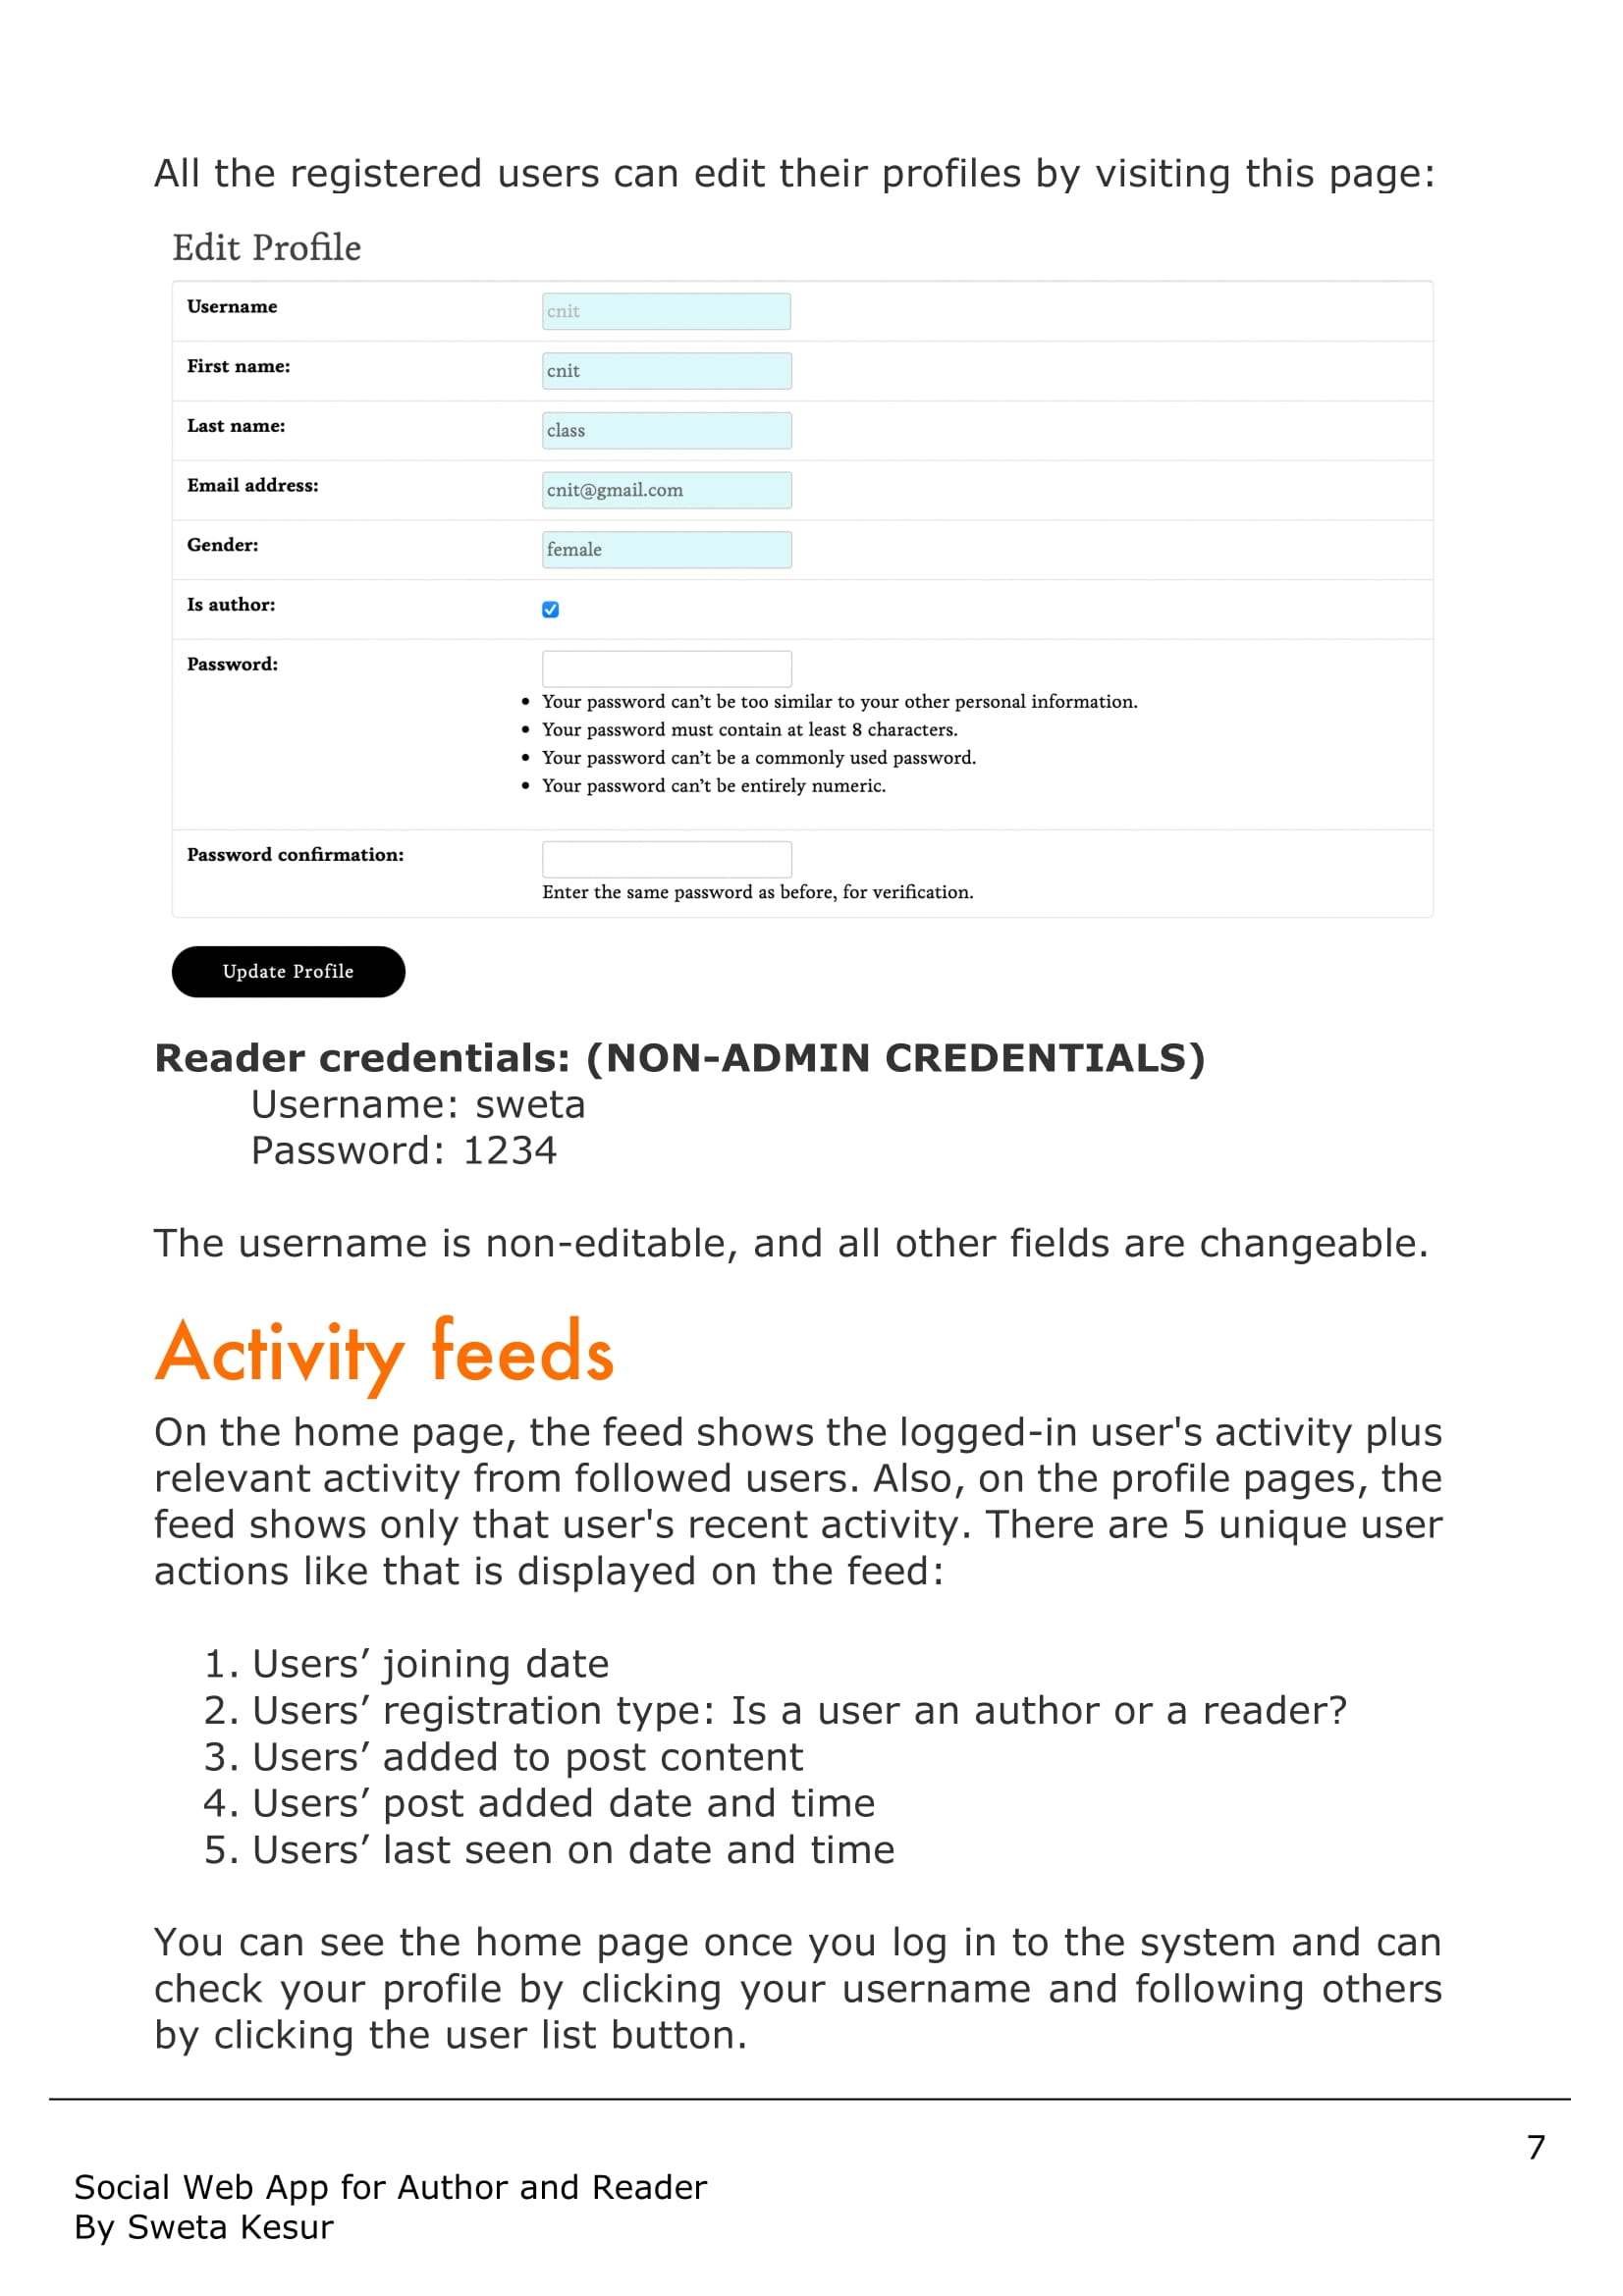 All the registered users can edit their profiles by visiting this page:
Edit Profile
Username cnit
First name: cnit
Last name: class
Email address: cnit@gmail.com
Gender: female
Is author:
Password:
• Your password can’t be too similar to your other personal information.
• Your password must contain at least 8 characters.
• Your password can’t be a commonly used password.
• Your password can’t be entirely numeric.
Password confirmation:
Enter the same password as before, for verification.
Update Profile
Reader credentials: (NON-ADMIN CREDENTIALS)
Username: sweta
Password: 1234
The username is non-editable, and all other fields are changeable.
Activity feeds
On the home page, the feed shows the logged-in user's activity plus
relevant activity from followed users. Also, on the profile pages, the
feed shows only that user's recent activity. There are 5 unique user
actions like that is displayed on the feed:
1. Users’ joining date
2. Users’ registration type: Is a user an author or a reader?
3. Users’ added to post content
4. Users’ post added date and time
5. Users’ last seen on date and time
You can see the home page once you log in to the system and can
check your profile by clicking your username and following others
by clicking the user list button.
7
Social Web App for Author and Reader
By Sweta Kesur